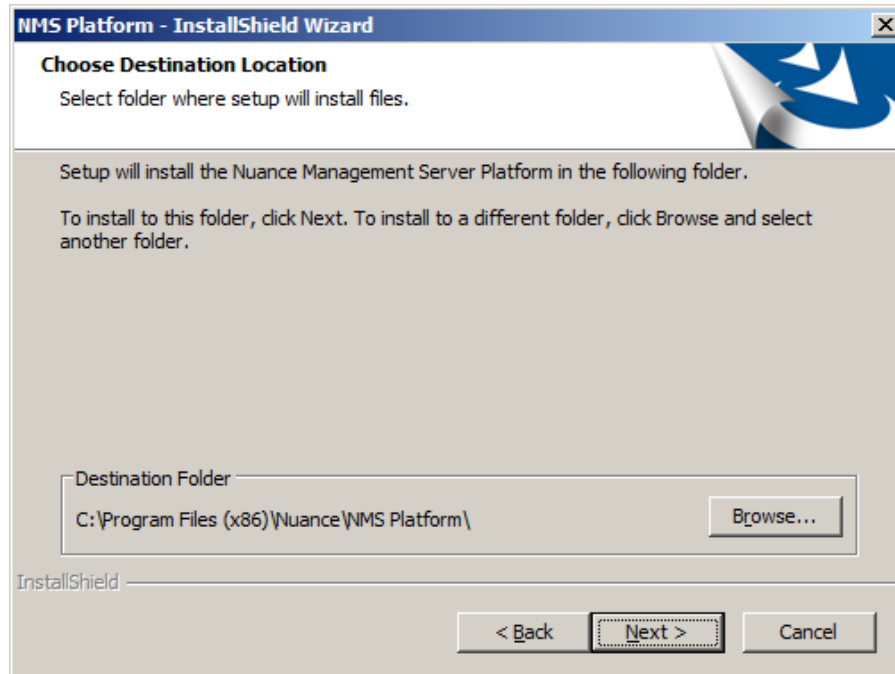 NMS Platform - InstallShield Wizard
Choose Destination Location
Select folder where setup will install files.
Setup will install the Nuance Management Server Platform in the following folder.
To install to this folder, click Next. To install to a different folder, click Browse and select
another folder.
Destination Folder
C:\Program Files (x86)\Nuance\NMS Platform\
Browse...
InstallShield
< Back
Next >
Cancel